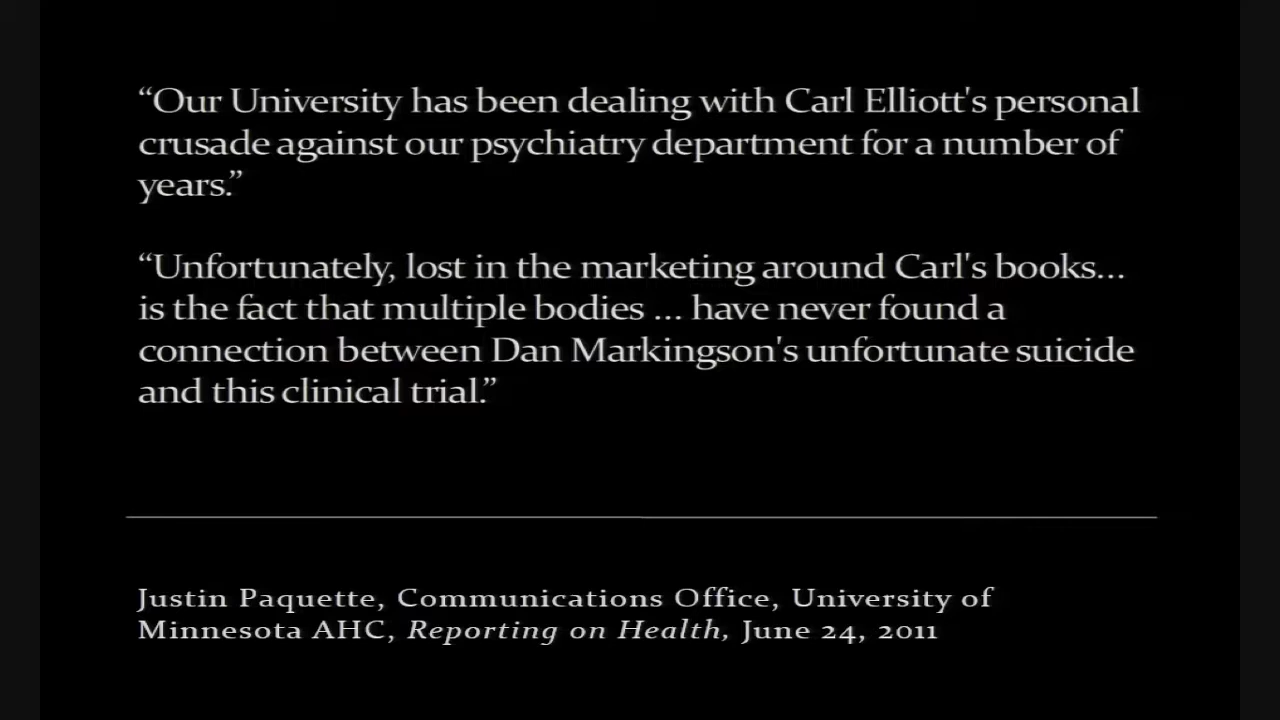 “Our University has been dealing with Carl Elliott's personal
crusade against our psychiatry department for a number of
years.”
“Unfortunately, lost in the marketing around Carl's books...
is the fact that multiple bodies ... have never found a
connection between Dan Markingson's unfortunate suicide
and this clinical trial.”
Justin Paquette, Communications Office, University of
Minnesota AHC, Reporting on Health, June 24, 2011